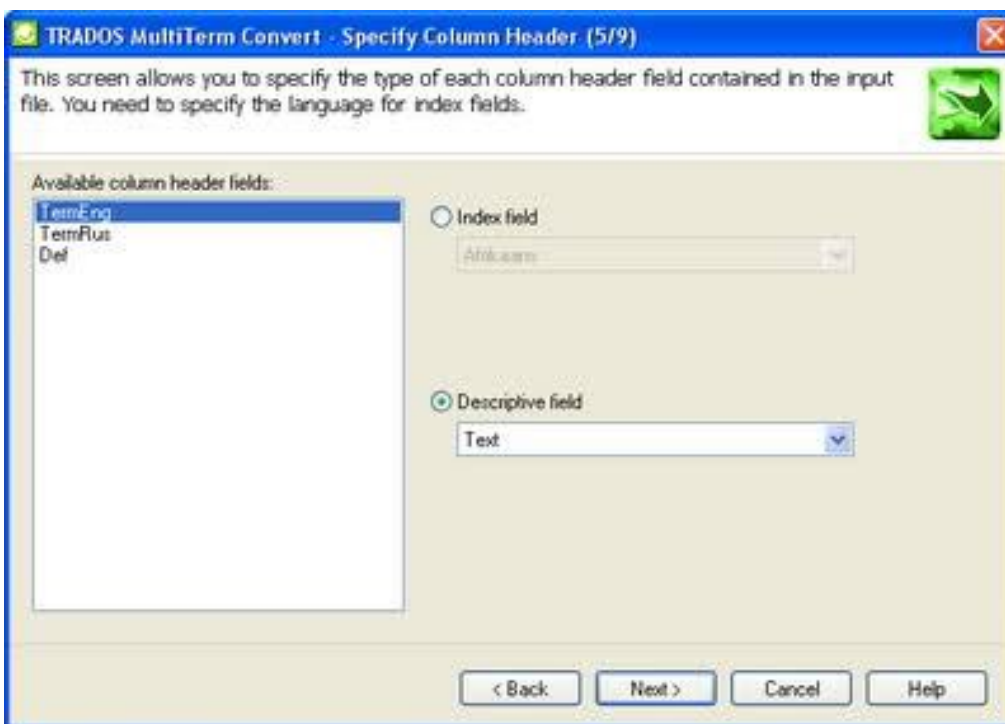 TRADOS MultiTerm Convert - Specify Column Header (5/9)
This screen allows you to specify the type of each column header field contained in the input
file. You need to specify the language for index fields.
Available column header fields:
TermEng
TermRus
Def
Index field
Afrikaans
Descriptive field
Text
< Back
Next >
Cancel
Help